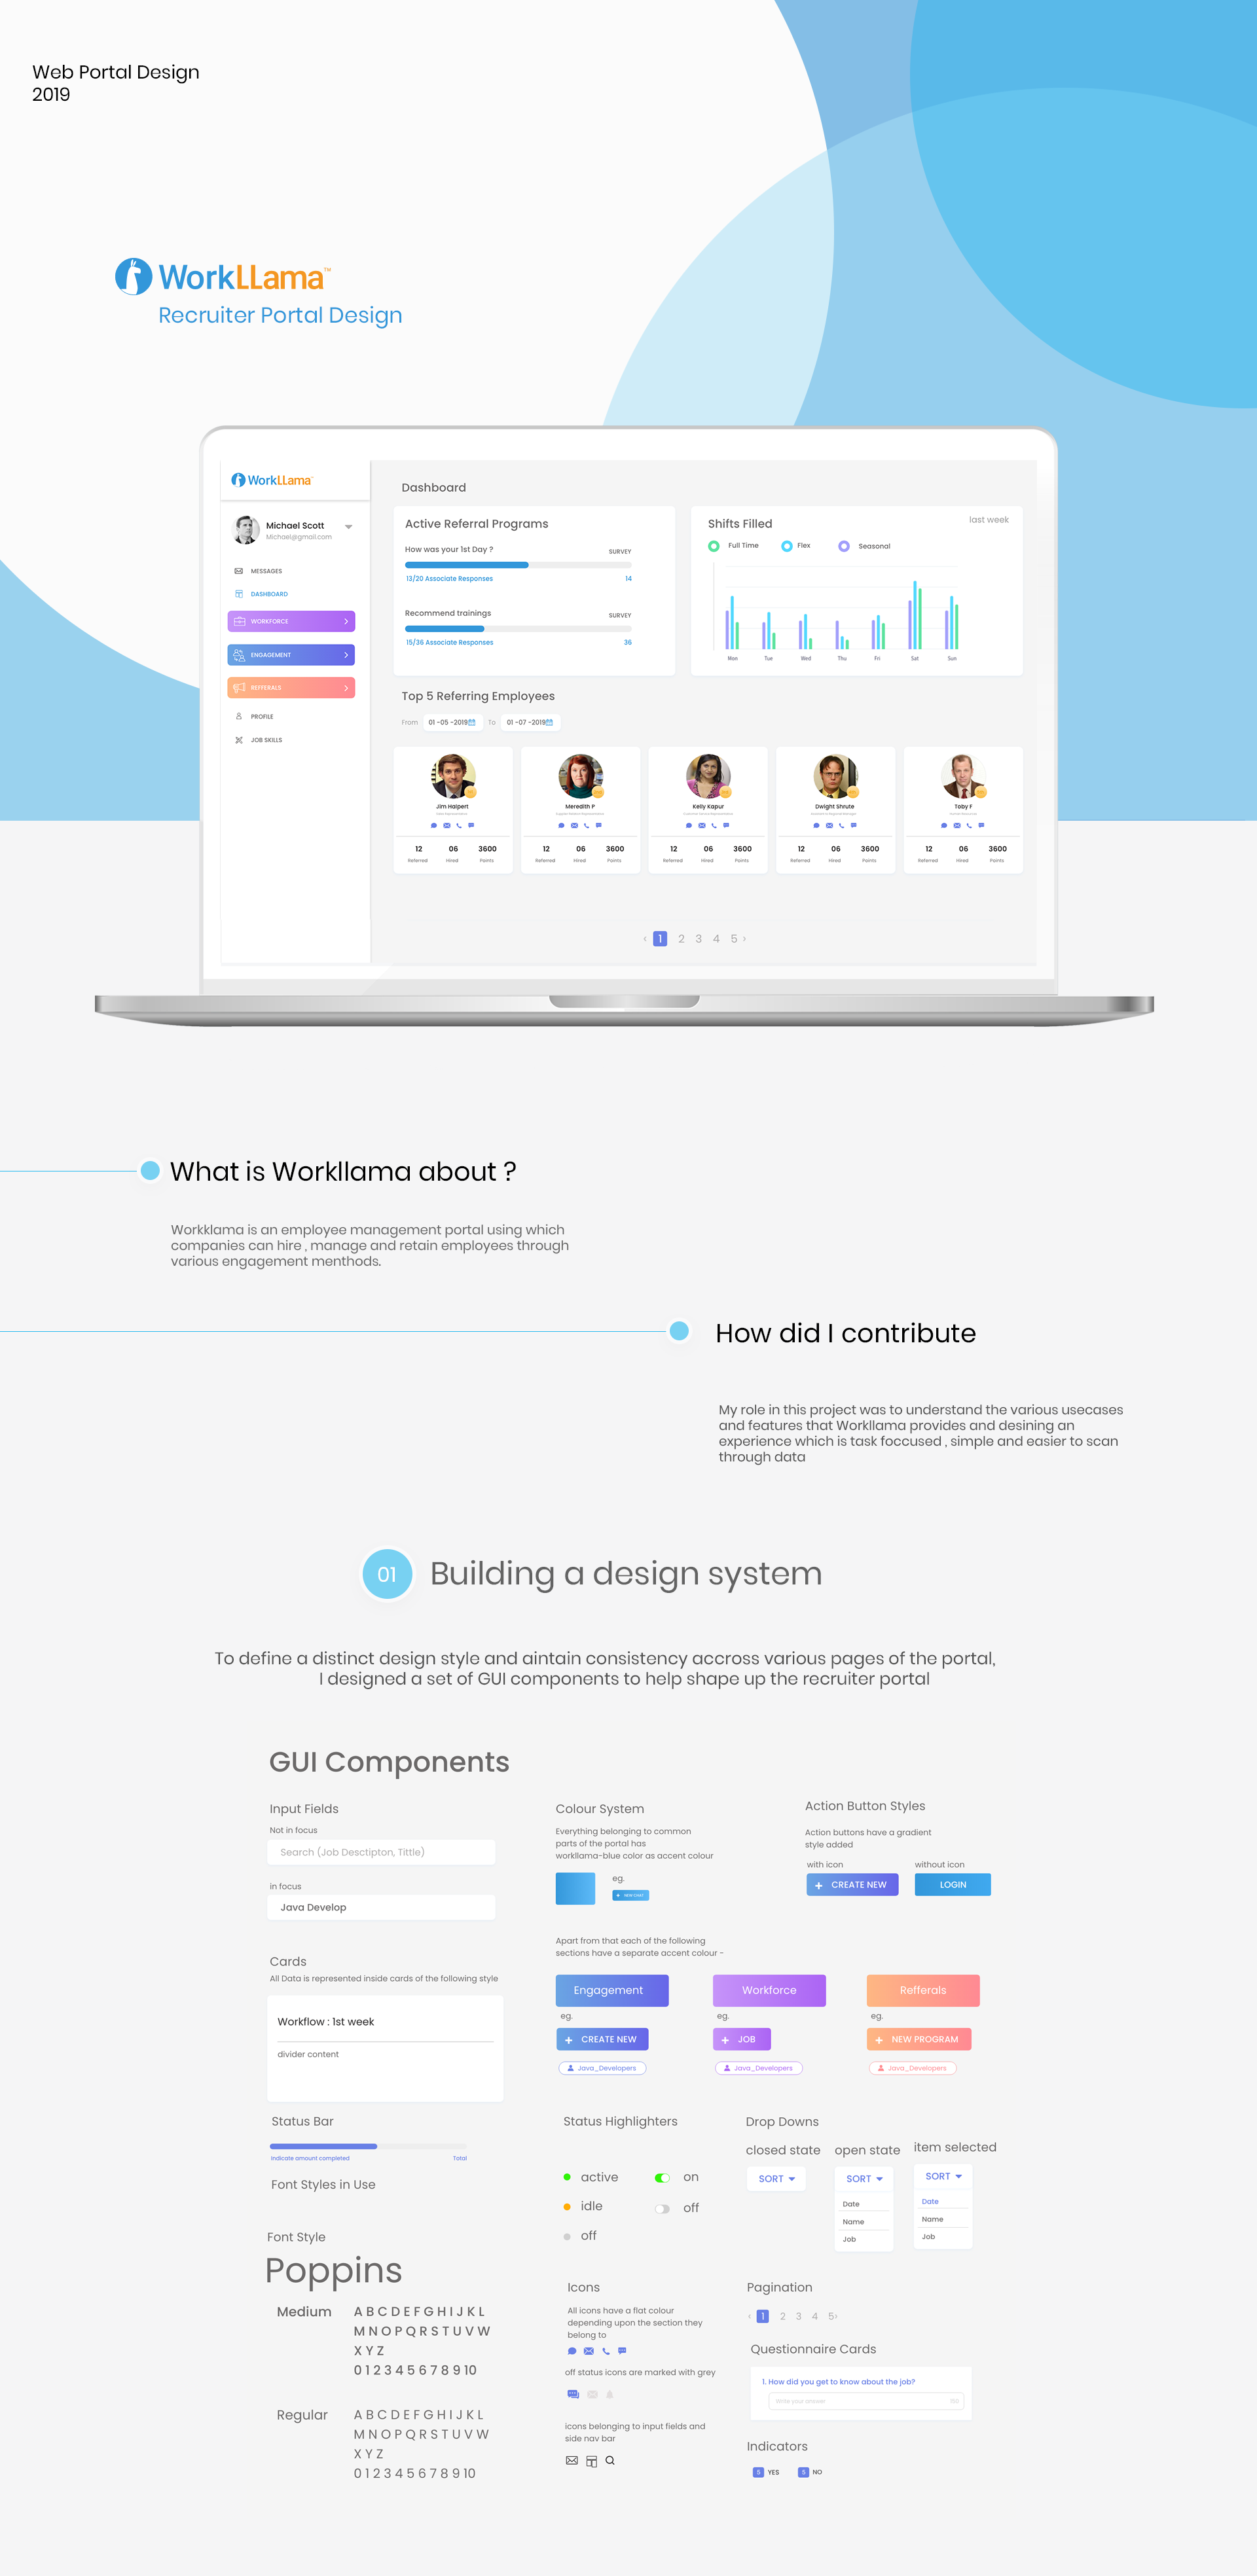 Web Portal Design
2019
WorkLLama™
Recruiter Portal Design
WorkLLama
Michael Scott
Michael@gmail.com
MESSAGES
DASHBOARD
WORKFORCE
ENGAGEMENT
REFFERALS
PROFILE
JOB SKILLS
Dashboard
Active Referral Programs
How was your 1st Day ?
SURVEY
13/20 Associate Responses
14
Recommend trainings
SURVEY
15/36 Associate Responses
36
Shifts Filled
last week
Full Time Flex Seasonal
Mon Tue Wed Thu Fri Sat Sun
Top 5 Referring Employees
From 01 -05 -2019 To 01 -07 -2019
Jim Halpert
12 06 3600
Referred Hired Points
Meredith P
12 06 3600
Referred Hired Points
Kelly Kapur
12 06 3600
Referred Hired Points
Dwight Shrute
12 06 3600
Referred Hired Points
Toby F
12 06 3600
Referred Hired Points
‹ 1 2 3 4 5 ›
What is Workllama about ?
Workklama is an employee management portal using which
companies can hire , manage and retain employees through
various engagement menthods.
How did I contribute
My role in this project was to understand the various usecases
and features that Workllama provides and desining an
experience which is task foccused , simple and easier to scan
through data
01
Building a design system
To define a distinct design style and aintain consistency accross various pages of the portal,
I designed a set of GUI components to help shape up the recruiter portal
GUI Components
Input Fields
Not in focus
Search (Job Desctipton, Tittle)
in focus
Java Develop
Colour System
Everything belonging to common
parts of the portal has
workllama-blue color as accent colour
eg.
+ NEW CHAT
Action Button Styles
Action buttons have a gradient
style added
with icon
without icon
+ CREATE NEW
LOGIN
Apart from that each of the following
sections have a separate accent colour -
Engagement
Workforce
Refferals
eg.
eg.
eg.
+ CREATE NEW
+ JOB
+ NEW PROGRAM
Java_Developers
Java_Developers
Java_Developers
Cards
All Data is represented inside cards of the following style
Workflow : 1st week
divider content
Status Bar
Indicate amount completed
Total
Font Styles in Use
Status Highlighters
active
on
idle
off
off
Drop Downs
closed state
open state
item selected
SORT
SORT
Date
Name
Job
SORT
Date
Name
Job
Font Style
Poppins
Medium
A B C D E F G H I J K L
M N O P Q R S T U V W
X Y Z
0 1 2 3 4 5 6 7 8 9 10
Regular
A B C D E F G H I J K L
M N O P Q R S T U V W
X Y Z
0 1 2 3 4 5 6 7 8 9 10
Icons
All icons have a flat colour
depending upon the section they
belong to
off status icons are marked with grey
icons belonging to input fields and
side nav bar
Pagination
‹ 1 2 3 4 5›
Questionnaire Cards
1. How did you get to know about the job?
Write your answer
150
Indicators
S YES
S NO